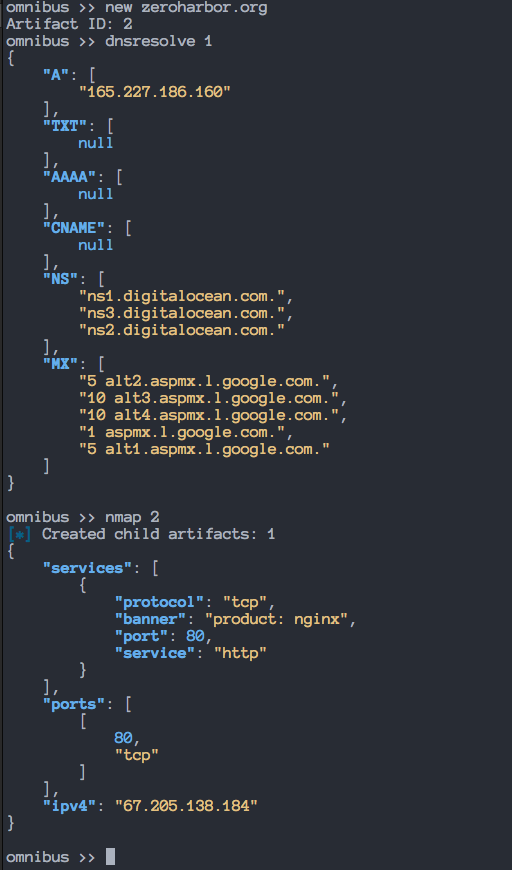 omnibus >> new zeroharbor.org
Artifact ID: 2
omnibus >> dnsresolve 1
{
    "A": [
        "165.227.186.160"
    ],
    "TXT": [
        null
    ],
    "AAAA": [
        null
    ],
    "CNAME": [
        null
    ],
    "NS": [
        "ns1.digitalocean.com.",
        "ns3.digitalocean.com.",
        "ns2.digitalocean.com."
    ],
    "MX": [
        "5 alt2.aspmx.l.google.com.",
        "10 alt3.aspmx.l.google.com.",
        "10 alt4.aspmx.l.google.com.",
        "1 aspmx.l.google.com.",
        "5 alt1.aspmx.l.google.com."
    ]
}

omnibus >> nmap 2
[*] Created child artifacts: 1
{
    "services": [
        {
            "protocol": "tcp",
            "banner": "product: nginx",
            "port": 80,
            "service": "http"
        }
    ],
    "ports": [
        [
            80,
            "tcp"
        ]
    ],
    "ipv4": "67.205.138.184"
}

omnibus >>